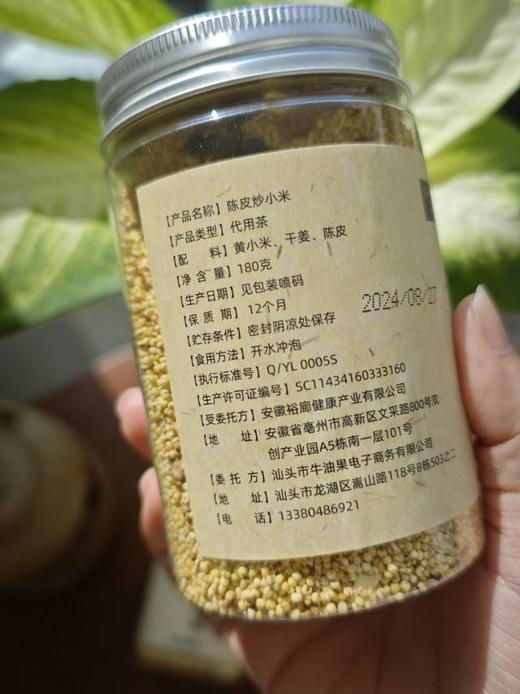 【产品名称】陈皮炒小米
【产品类型】代用茶
【配　　料】黄小米、干姜、陈皮
【净 含 量】180克
【生产日期】见包装喷码
【保 质 期】12个月
2024/08/27
【贮存条件】密封阴凉处保存
【食用方法】开水冲泡
【执行标准号】Q/YL 0005S
【生产许可证编号】SC11434160333160
【受委托方】安徽裕廊健康产业有限公司
【地　　址】安徽省亳州市高新区文采路800号双
创产业园A5栋南一层101号
【委 托 方】汕头市牛油果电子商务有限公司
【地　　址】汕头市龙湖区嵩山路118号8栋503之二
【电　　话】13380486921